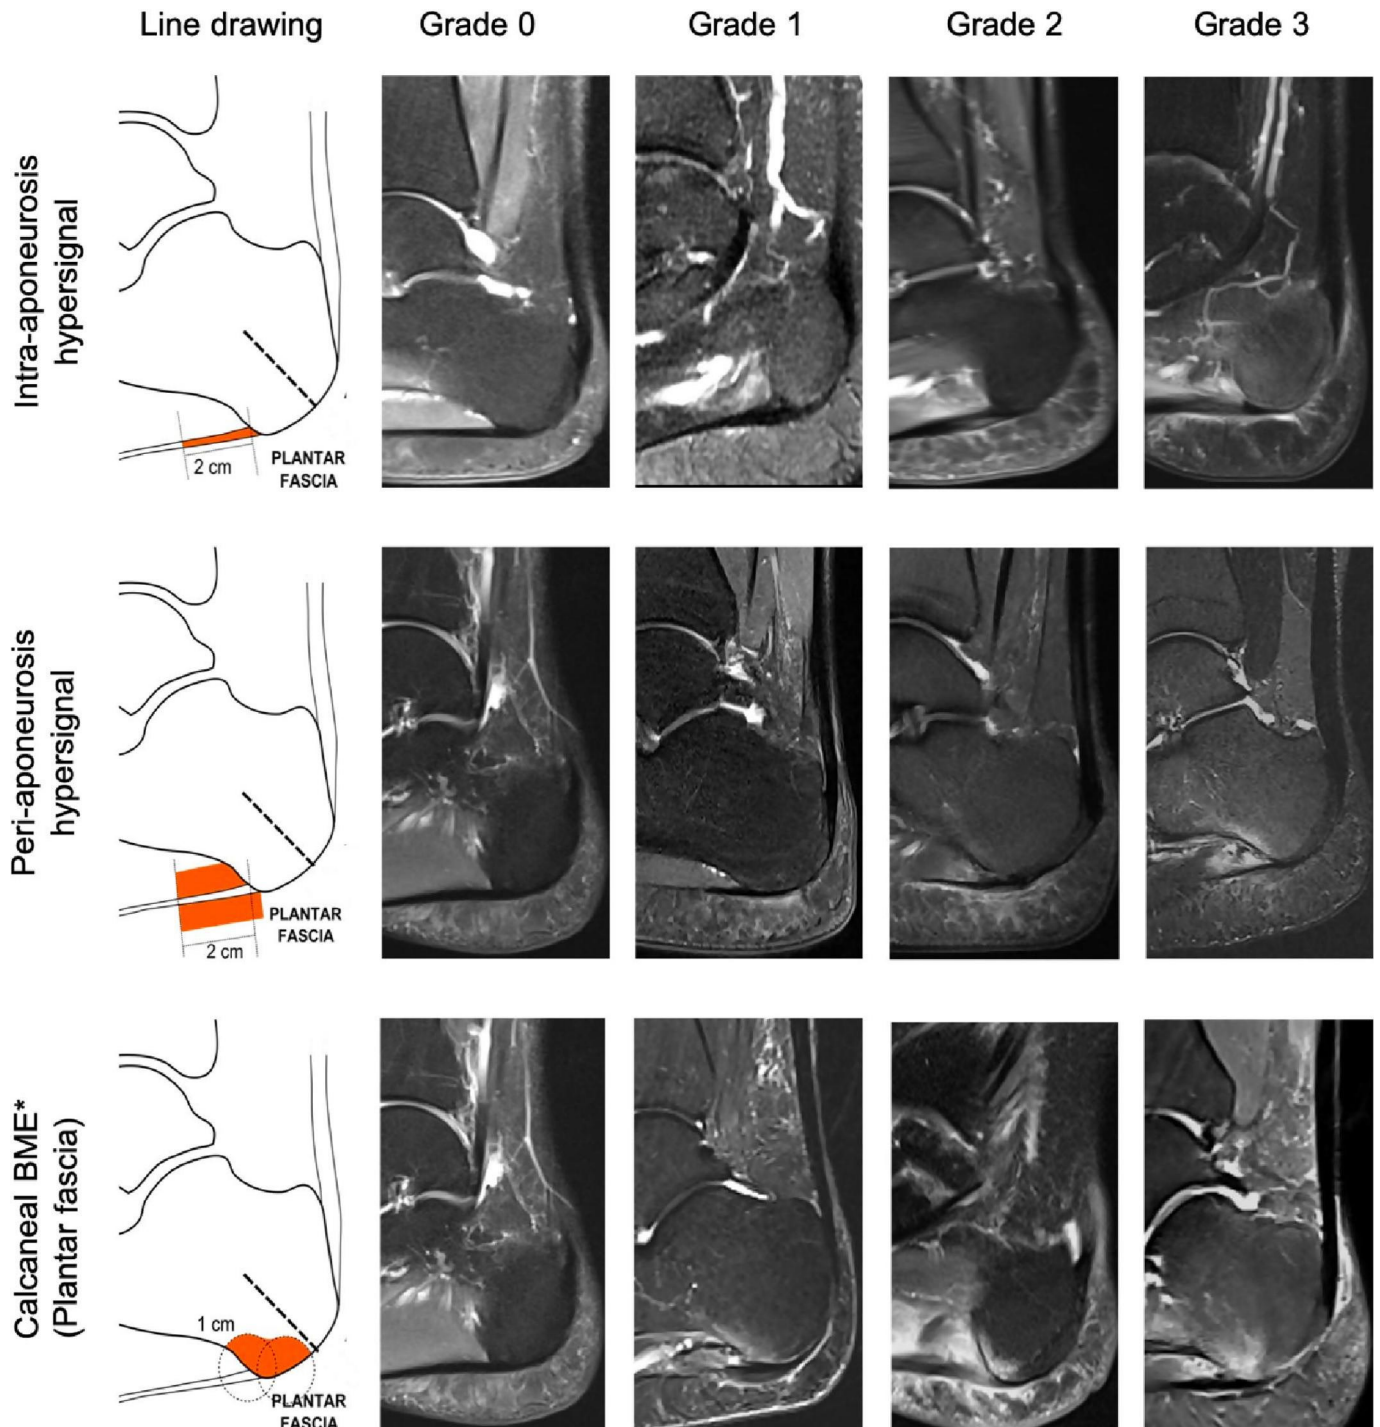 Line drawing
Grade 0
Grade 1
Grade 2
Grade 3
Intra-aponeurosis
hypersignal
2 cm
PLANTAR
FASCIA
Peri-aponeurosis
hypersignal
PLANTAR
FASCIA
2 cm
Calcaneal BME*
(Plantar fascia)
1 cm
PLANTAR
FASCIA